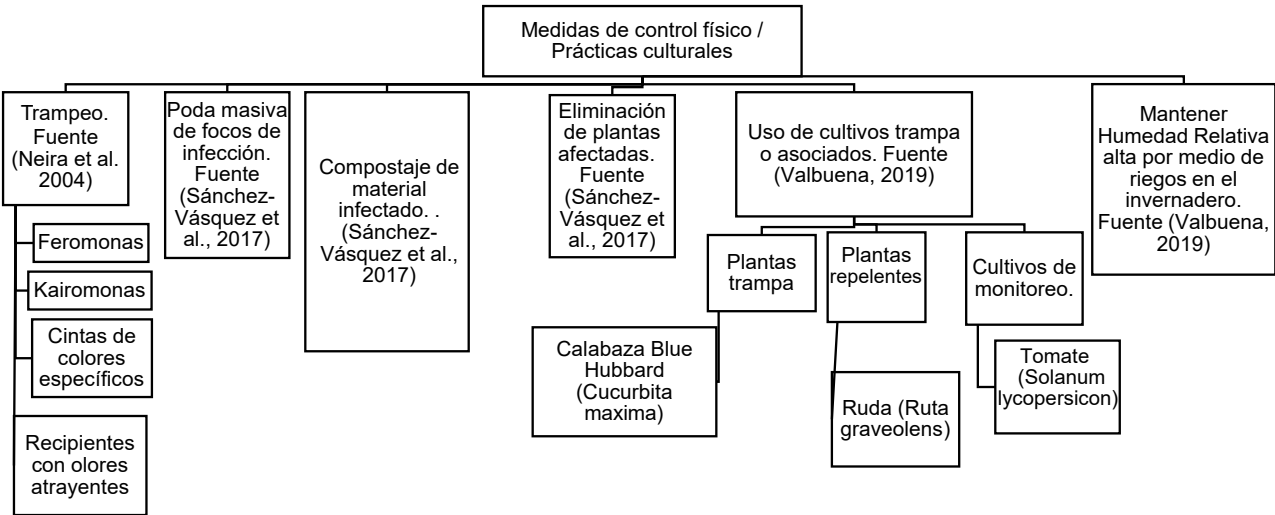 Medidas de control físico /
Prácticas culturales
Trampeo.
Fuente
(Neira et al.
2004)
Feromonas
Kairomonas
Cintas de
colores
específicos
Recipientes
con olores
atrayentes
Poda masiva
de focos de
infección.
Fuente
(Sánchez-
Vásquez et
al., 2017)
Compostaje de
material
infectado. .
(Sánchez-
Vásquez et al.,
2017)
Eliminación
de plantas
afectadas.
Fuente
(Sánchez-
Vásquez et
al., 2017)
Uso de cultivos trampa
o asociados. Fuente
(Valbuena, 2019)
Plantas
trampa
Calabaza Blue
Hubbard
(Cucurbita
maxima)
Plantas
repelentes
Ruda (Ruta
graveolens)
Cultivos de
monitoreo.
Tomate
(Solanum
lycopersicon)
Mantener
Humedad Relativa
alta por medio de
riegos en el
invernadero.
Fuente (Valbuena,
2019)